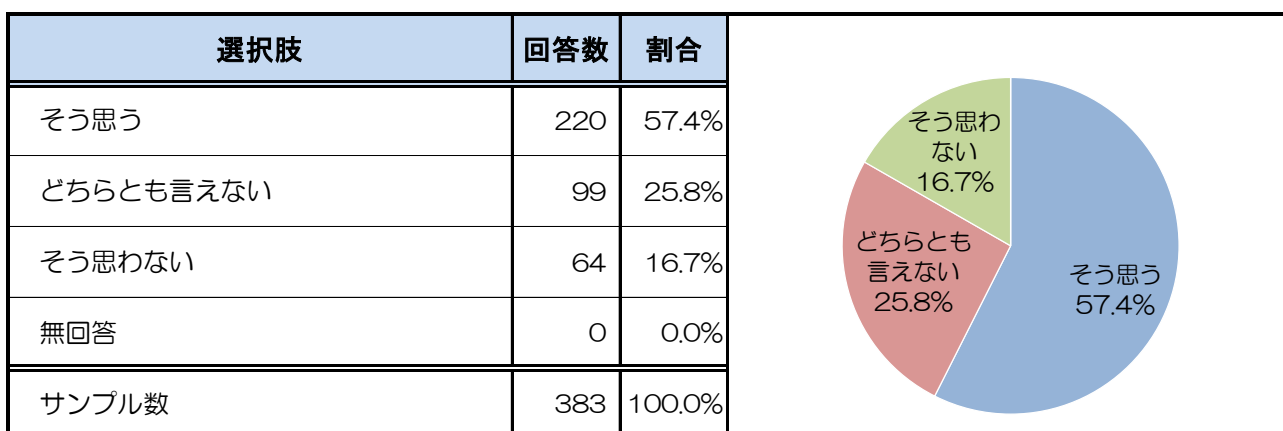 選択肢 回答数 割合
そう思う 220 57.4%
どちらとも言えない 99 25.8%
そう思わない 64 16.7%
無回答 0 0.0%
サンプル数 383 100.0%
そう思わ
ない
16.7%
どちらとも
言えない
25.8%
そう思う
57.4%